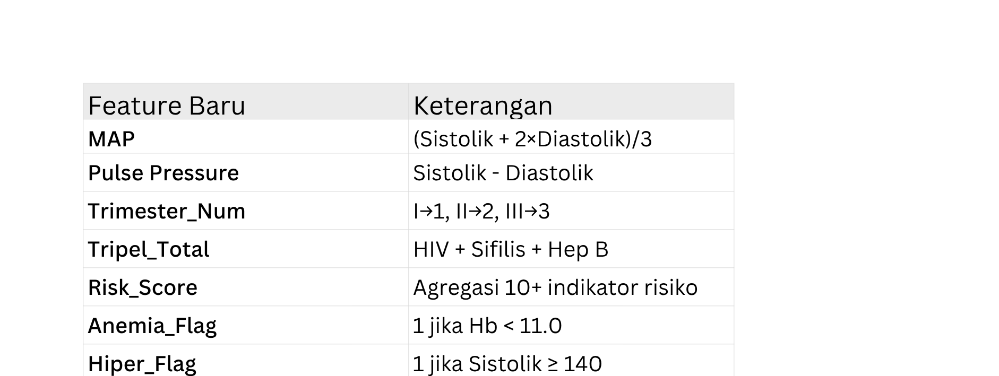 Feature Baru Keterangan
MAP (Sistolik + 2×Diastolik)/3
Pulse Pressure Sistolik - Diastolik
Trimester_Num I→1, II→2, III→3
Tripel_Total HIV + Sifilis + Hep B
Risk_Score Agregasi 10+ indikator risiko
Anemia_Flag 1 jika Hb < 11.0
Hiper_Flag 1 jika Sistolik ≥ 140